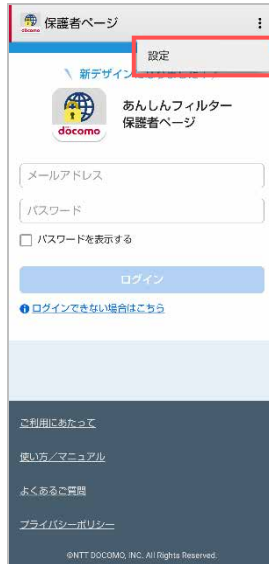 docomo
保護者ページ
設定
新デザイン
docomo
あんしんフィルター
保護者ページ
メールアドレス
パスワード
パスワードを表示する
ログイン
ログインできない場合はこちら
ご利用にあたって
使い方／マニュアル
よくあるご質問
プライバシーポリシー
©NTT DOCOMO, INC. All Rights Reserved.